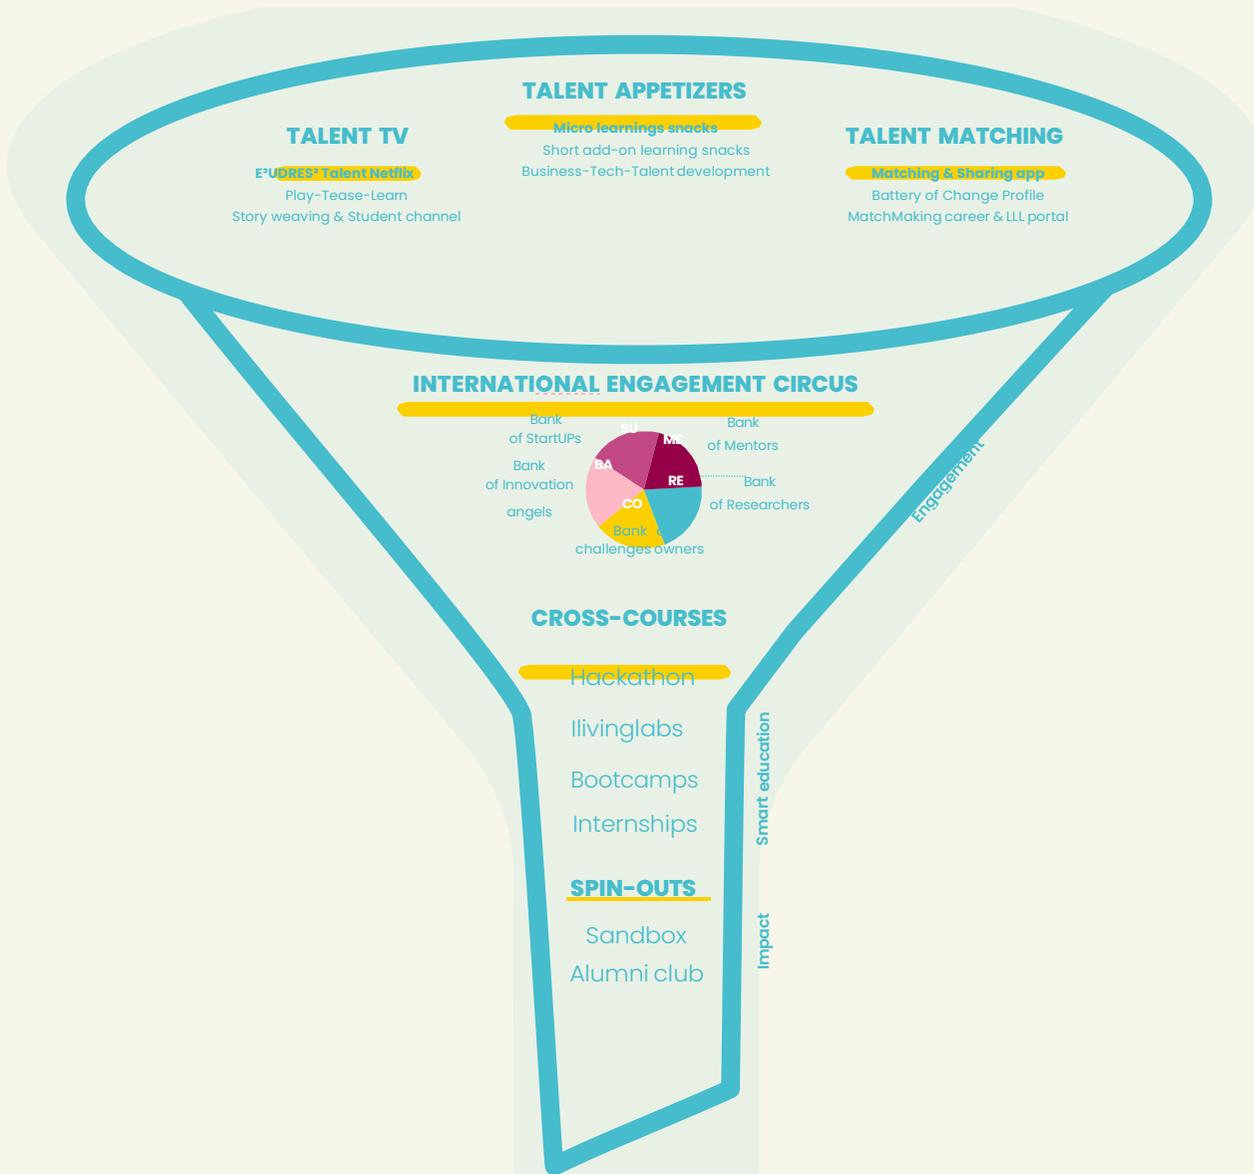 TALENT APPETIZERS
Micro learnings snacks
Short add-on learning snacks
Business-Tech-Talent development
TALENT TV
E³UDRES² Talent Netflix
Play-Tease-Learn
Story weaving & Student channel
TALENT MATCHING
Matching & Sharing app
Battery of Change Profile
MatchMaking career & LLL portal
INTERNATIONAL ENGAGEMENT CIRCUS
Bank
of StartUPs
Bank
of Innovation
angels
SU
ME
BA
RE
CO
Bank
of Mentors
Bank
of Researchers
Bank
challenges owners
Engagement
CROSS-COURSES
Hackathon
Ilivinglabs
Bootcamps
Internships
Smart education
SPIN-OUTS
Sandbox
Alumni club
Impact